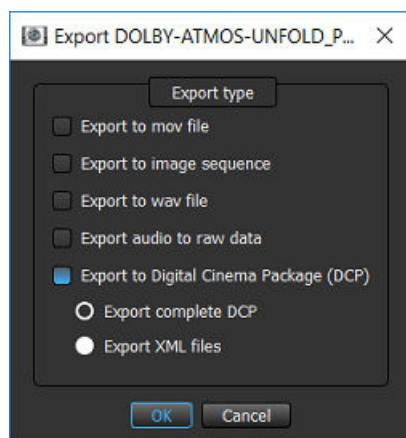 Export DOLBY-ATMOS-UNFOLD_P...
Export type
Export to mov file
Export to image sequence
Export to wav file
Export audio to raw data
Export to Digital Cinema Package (DCP)
Export complete DCP
Export XML files
OK
Cancel